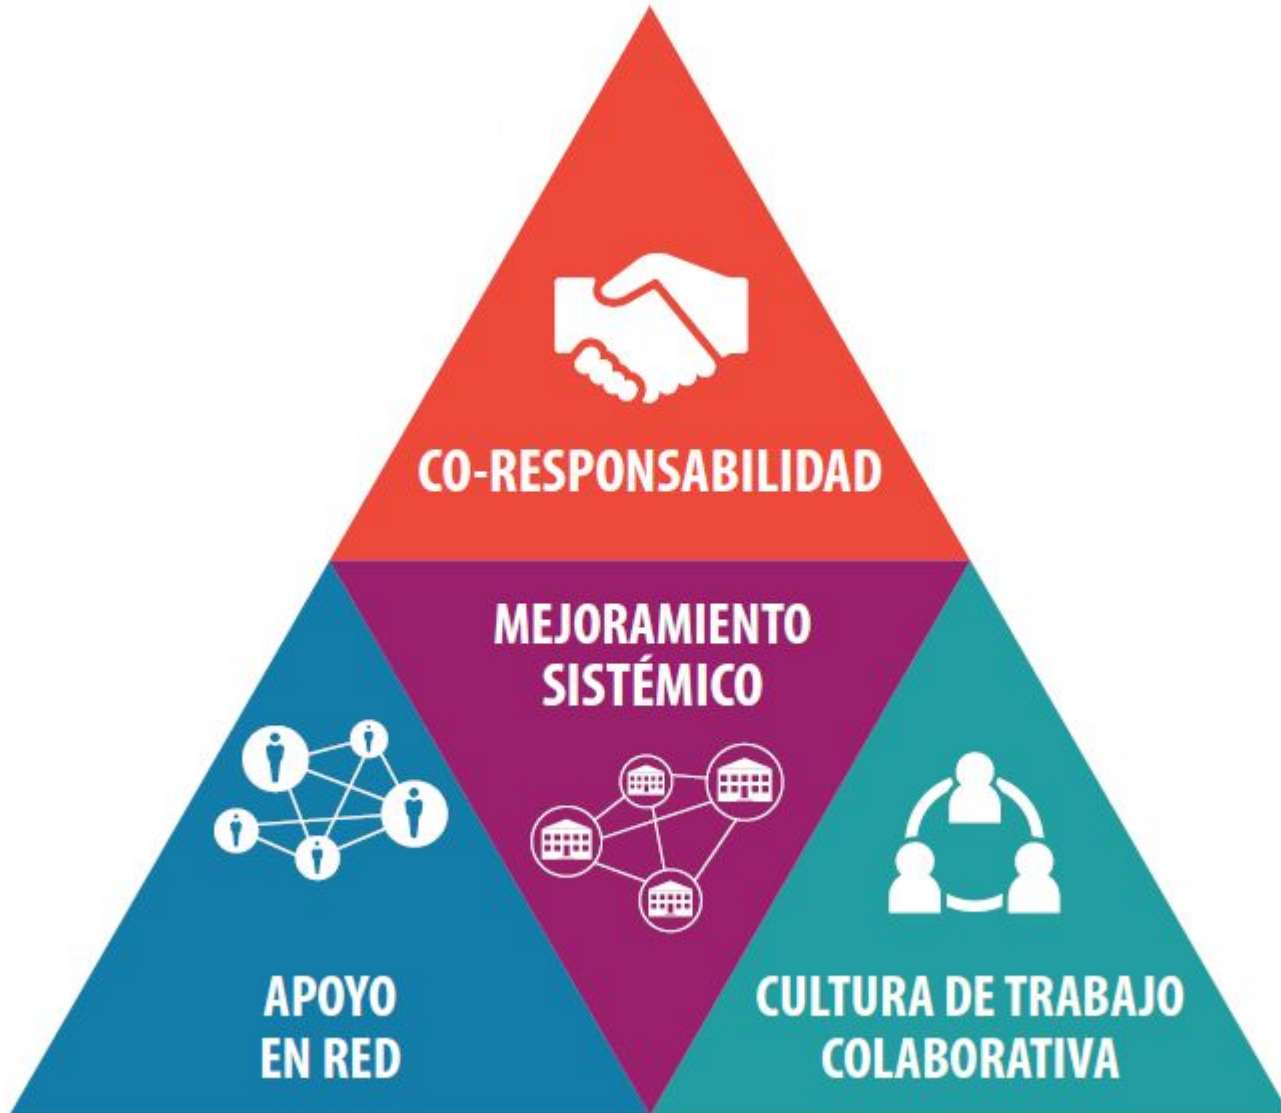 CO-RESPONSABILIDAD
MEJORAMIENTO
SISTÉMICO
APOYO
EN RED
CULTURA DE TRABAJO
COLABORATIVA